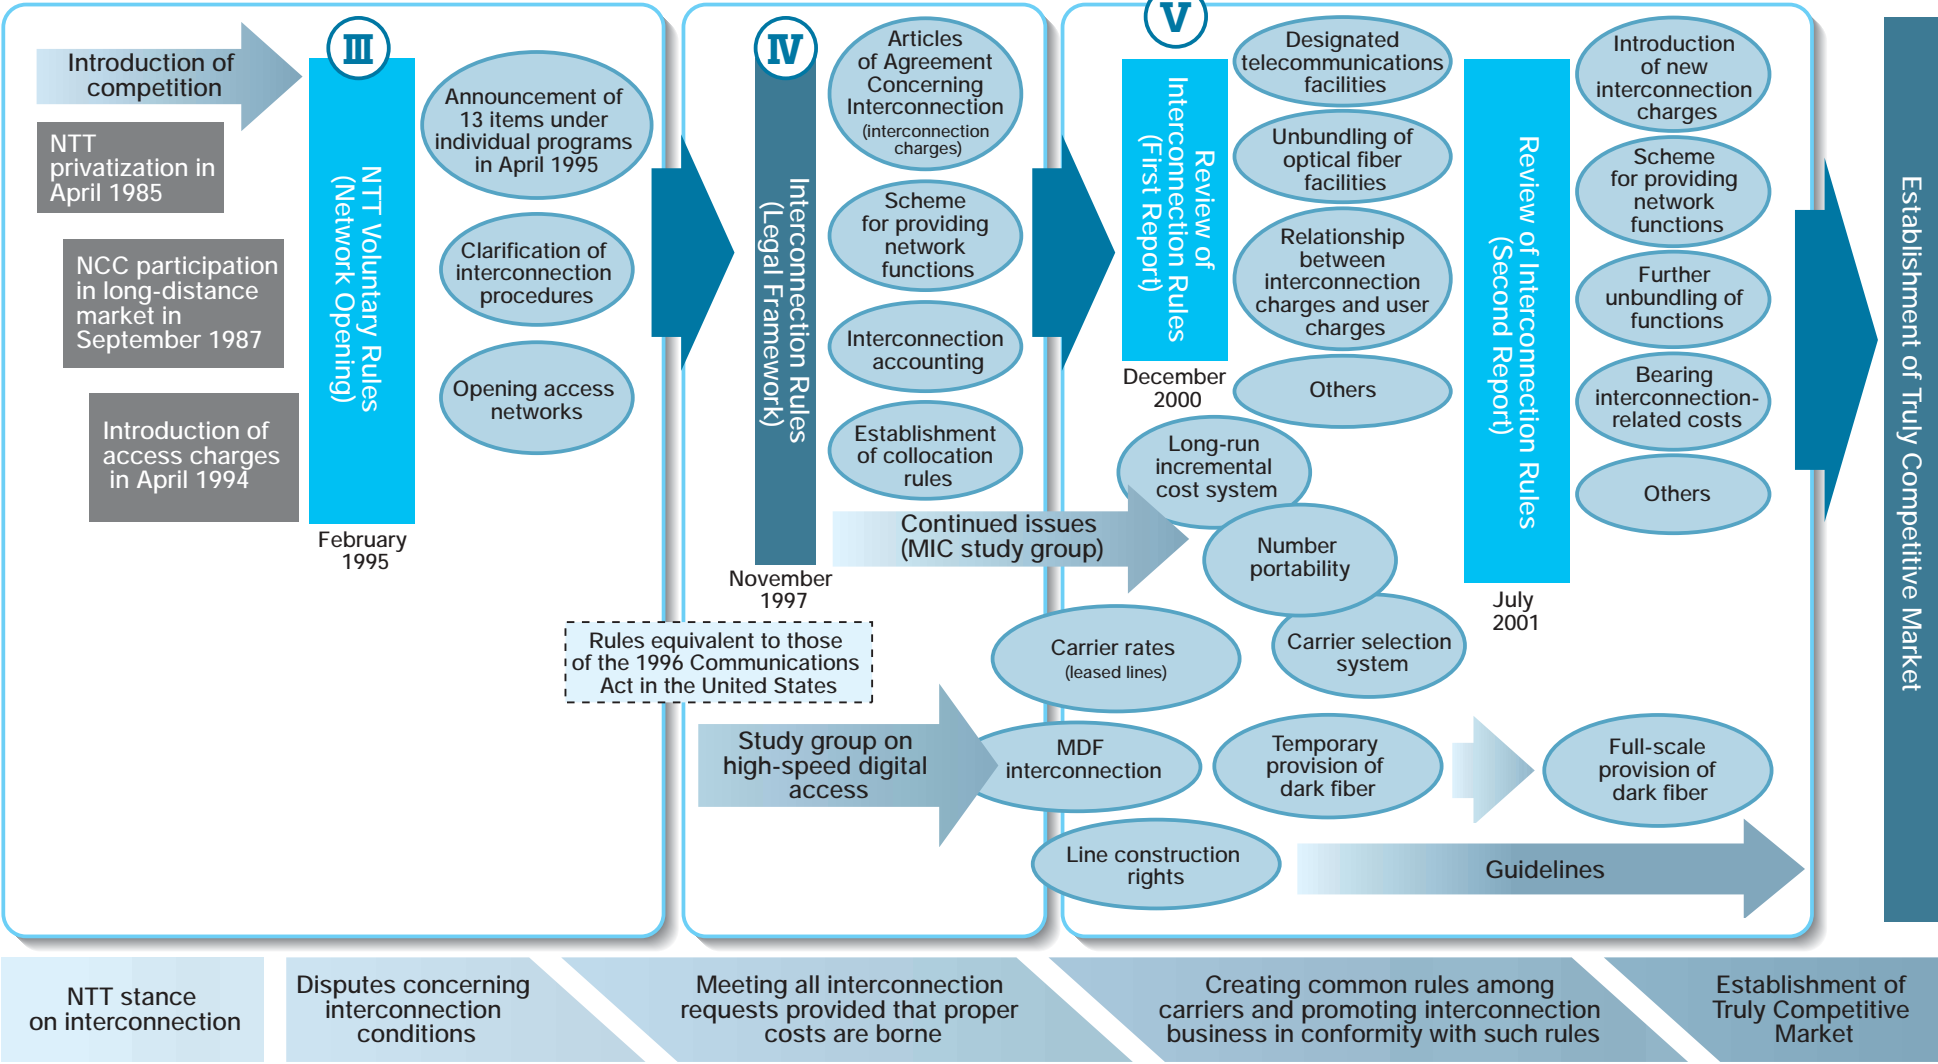 Introduction of
competition
NTT
privatization in
April 1985
NCC participation
in long-distance
market in
September 1987
Introduction of
access charges
in April 1994
III
NTT Voluntary Rules
(Network Opening)
February
1995
Announcement of
13 items under
individual programs
in April 1995
Clarification of
interconnection
procedures
Opening access
networks
IV
Interconnection Rules
(Legal Framework)
November
1997
Articles
of Agreement
Concerning
Interconnection
(interconnection
charges)
Scheme
for providing
network
functions
Interconnection
accounting
Establishment
of collocation
rules
Continued issues
(MIC study group)
Rules equivalent to those
of the 1996 Communications
Act in the United States
Study group on
high-speed digital
access
V
Review of
Interconnection Rules
(First Report)
December
2000
Designated
telecommunications
facilities
Unbundling of
optical fiber
facilities
Relationship
between
interconnection
charges and user
charges
Others
Long-run
incremental
cost system
Number
portability
Carrier selection
system
Carrier rates
(leased lines)
MDF
interconnection
Temporary
provision of
dark fiber
Full-scale
provision of
dark fiber
Line construction
rights
Guidelines
Review of Interconnection Rules
(Second Report)
July
2001
Introduction
of new
interconnection
charges
Scheme
for providing
network
functions
Further
unbundling of
functions
Bearing
interconnection-
related costs
Others
Establishment of Truly Competitive Market
NTT stance
on interconnection
Disputes concerning
interconnection
conditions
Meeting all interconnection
requests provided that proper
costs are borne
Creating common rules among
carriers and promoting interconnection
business in conformity with such rules
Establishment of
Truly Competitive
Market